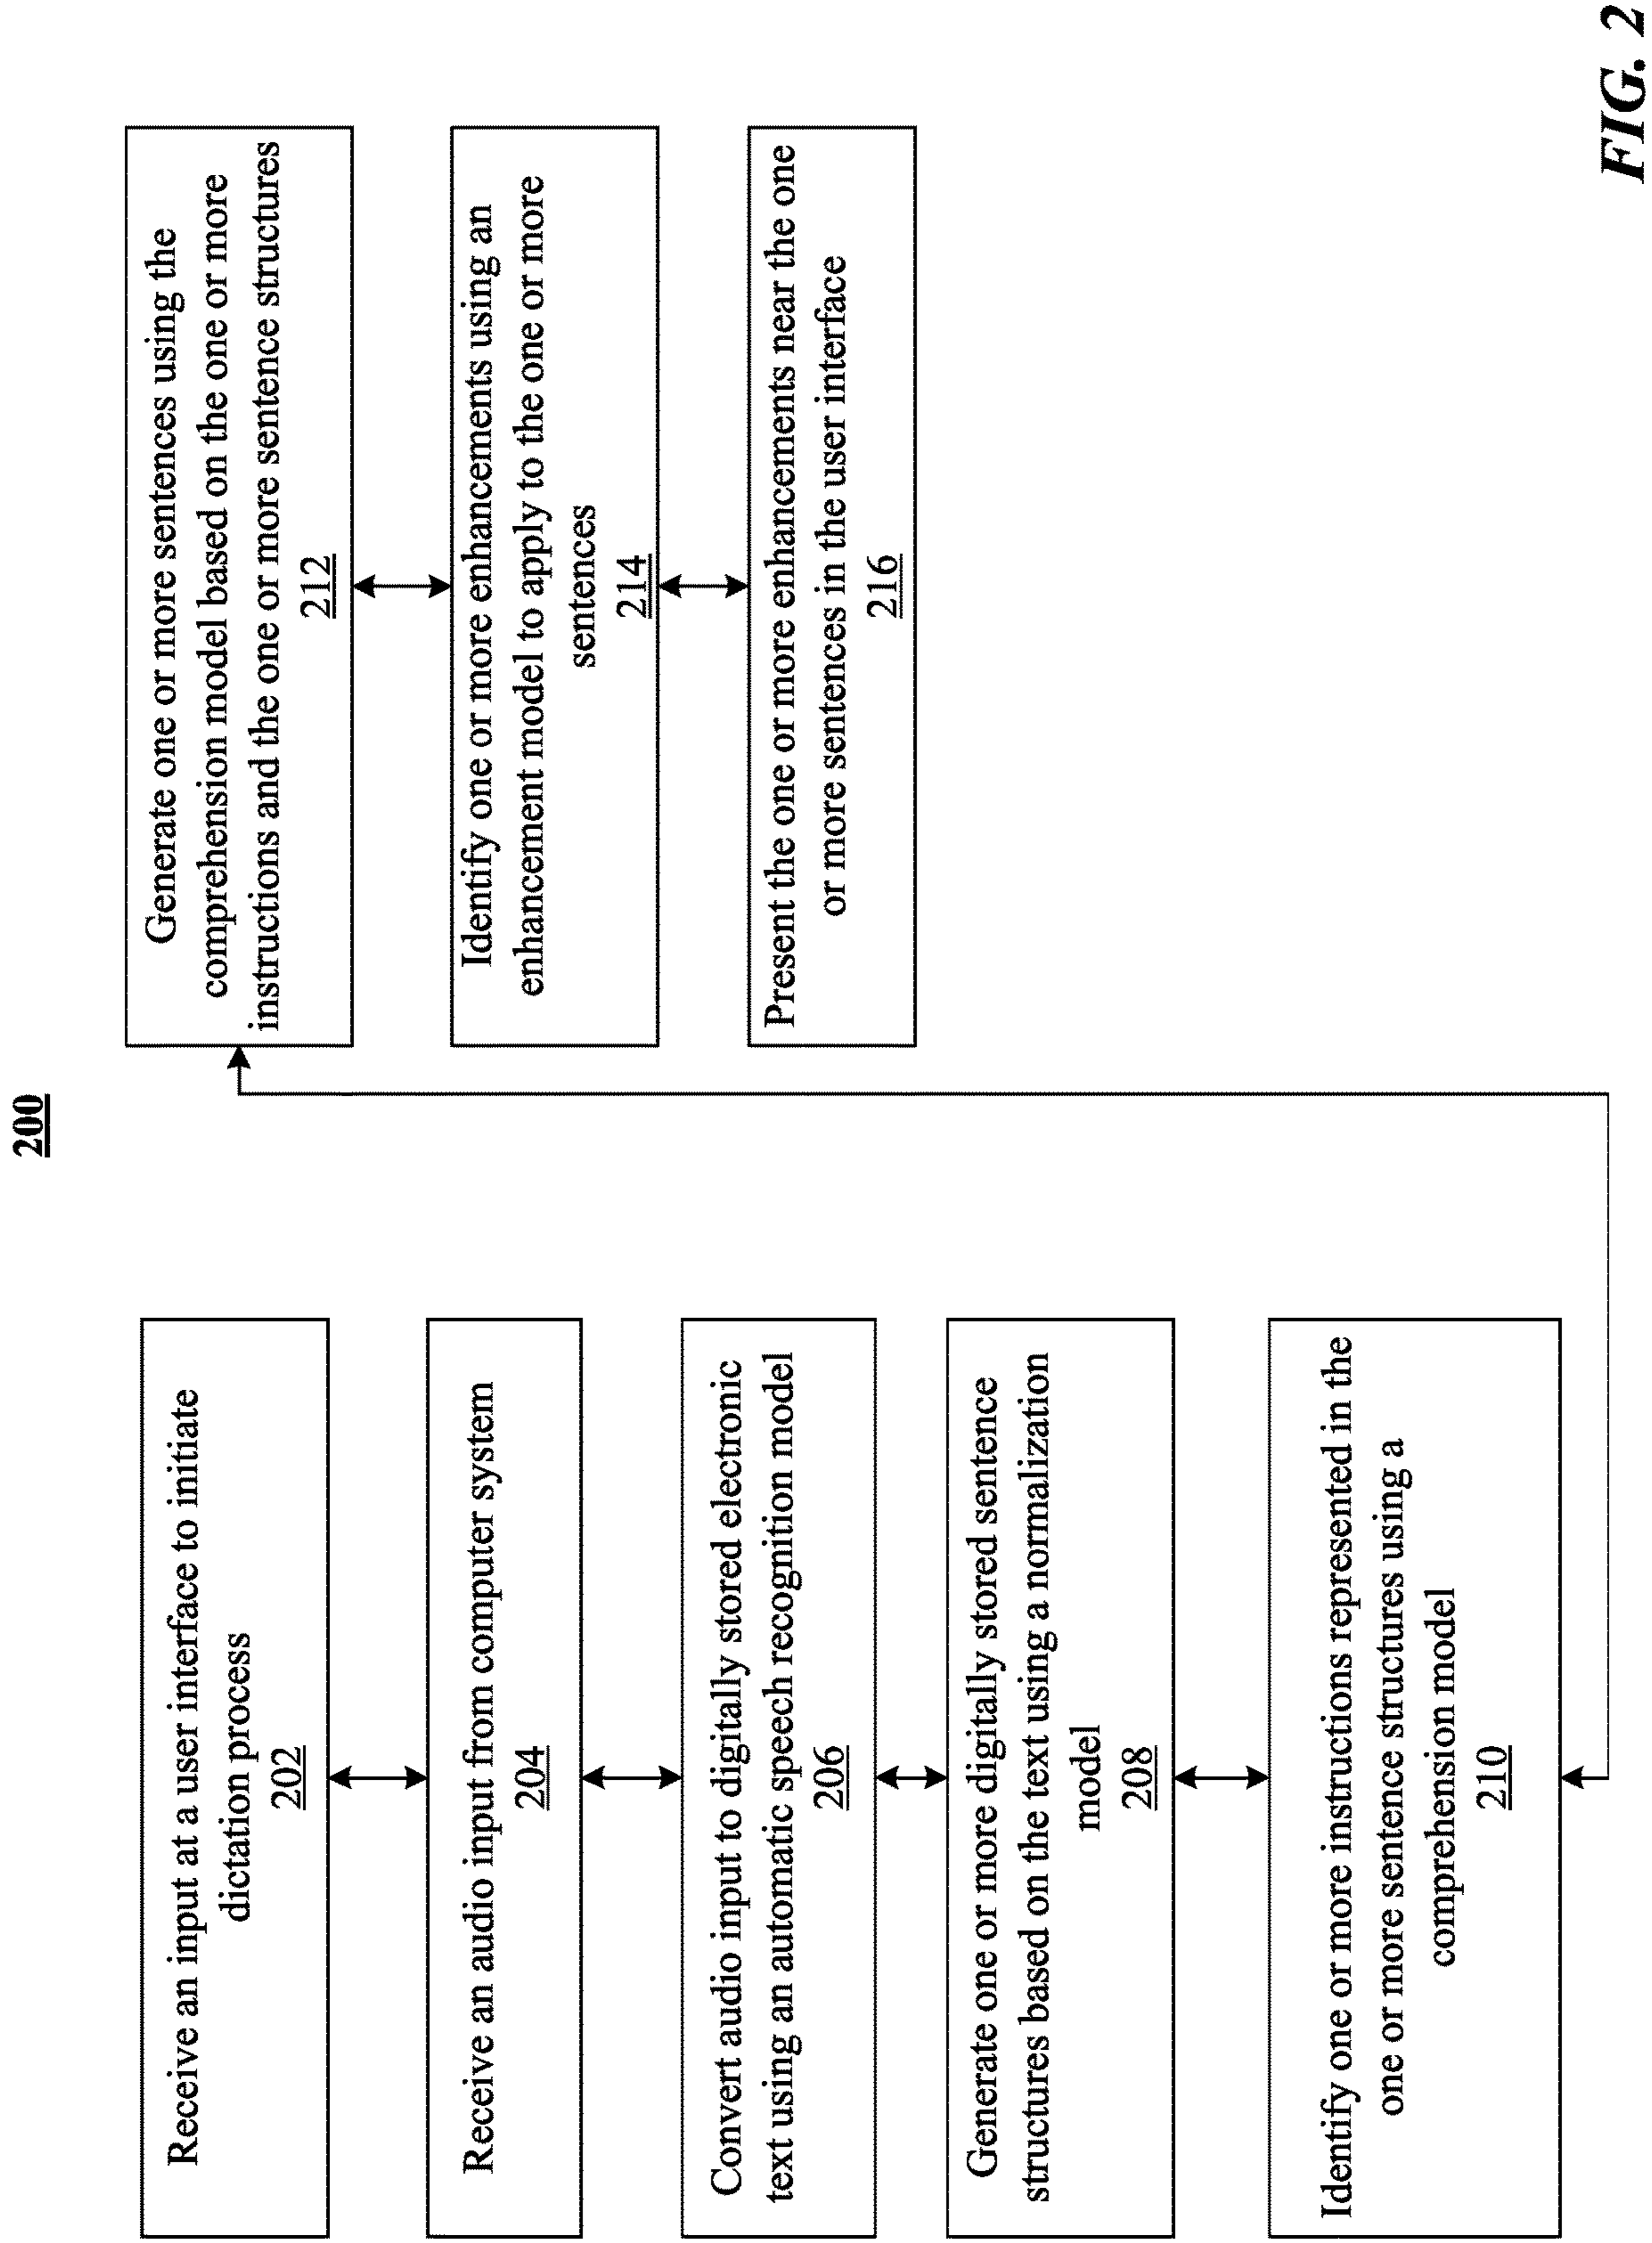 200
Receive an input at a user interface to initiate
dictation process
202
Receive an audio input from computer system
204
Convert audio input to digitally stored electronic
text using an automatic speech recognition model
206
Generate one or more digitally stored sentence
structures based on the text using a normalization
model
208
Identify one or more instructions represented in the
one or more sentence structures using a
comprehension model
210
Generate one or more sentences using the
comprehension model based on the one or more
instructions and the one or more sentence structures
212
Identify one or more enhancements using an
enhancement model to apply to the one or more
sentences
214
Present the one or more enhancements near the one
or more sentences in the user interface
216
FIG. 2